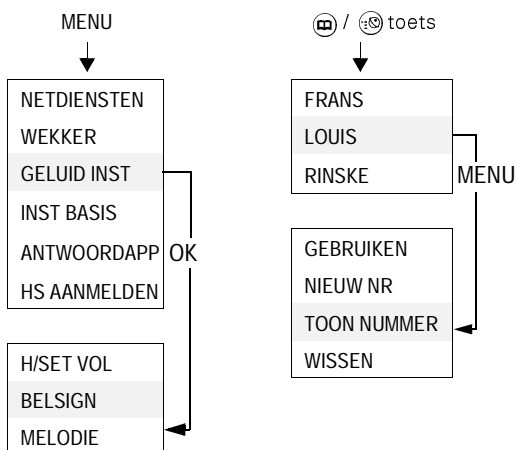 MENU
NETDIENSTEN
WEKKER
GELUID INST
INST BASIS
ANTWOORDAPP
HS AANMELDEN
OK
H/SET VOL
BELSIGN
MELODIE
/ toets
FRANS
LOUIS
RINSKE
MENU
GEBRUIKEN
NIEUW NR
TOON NUMMER
WISSEN